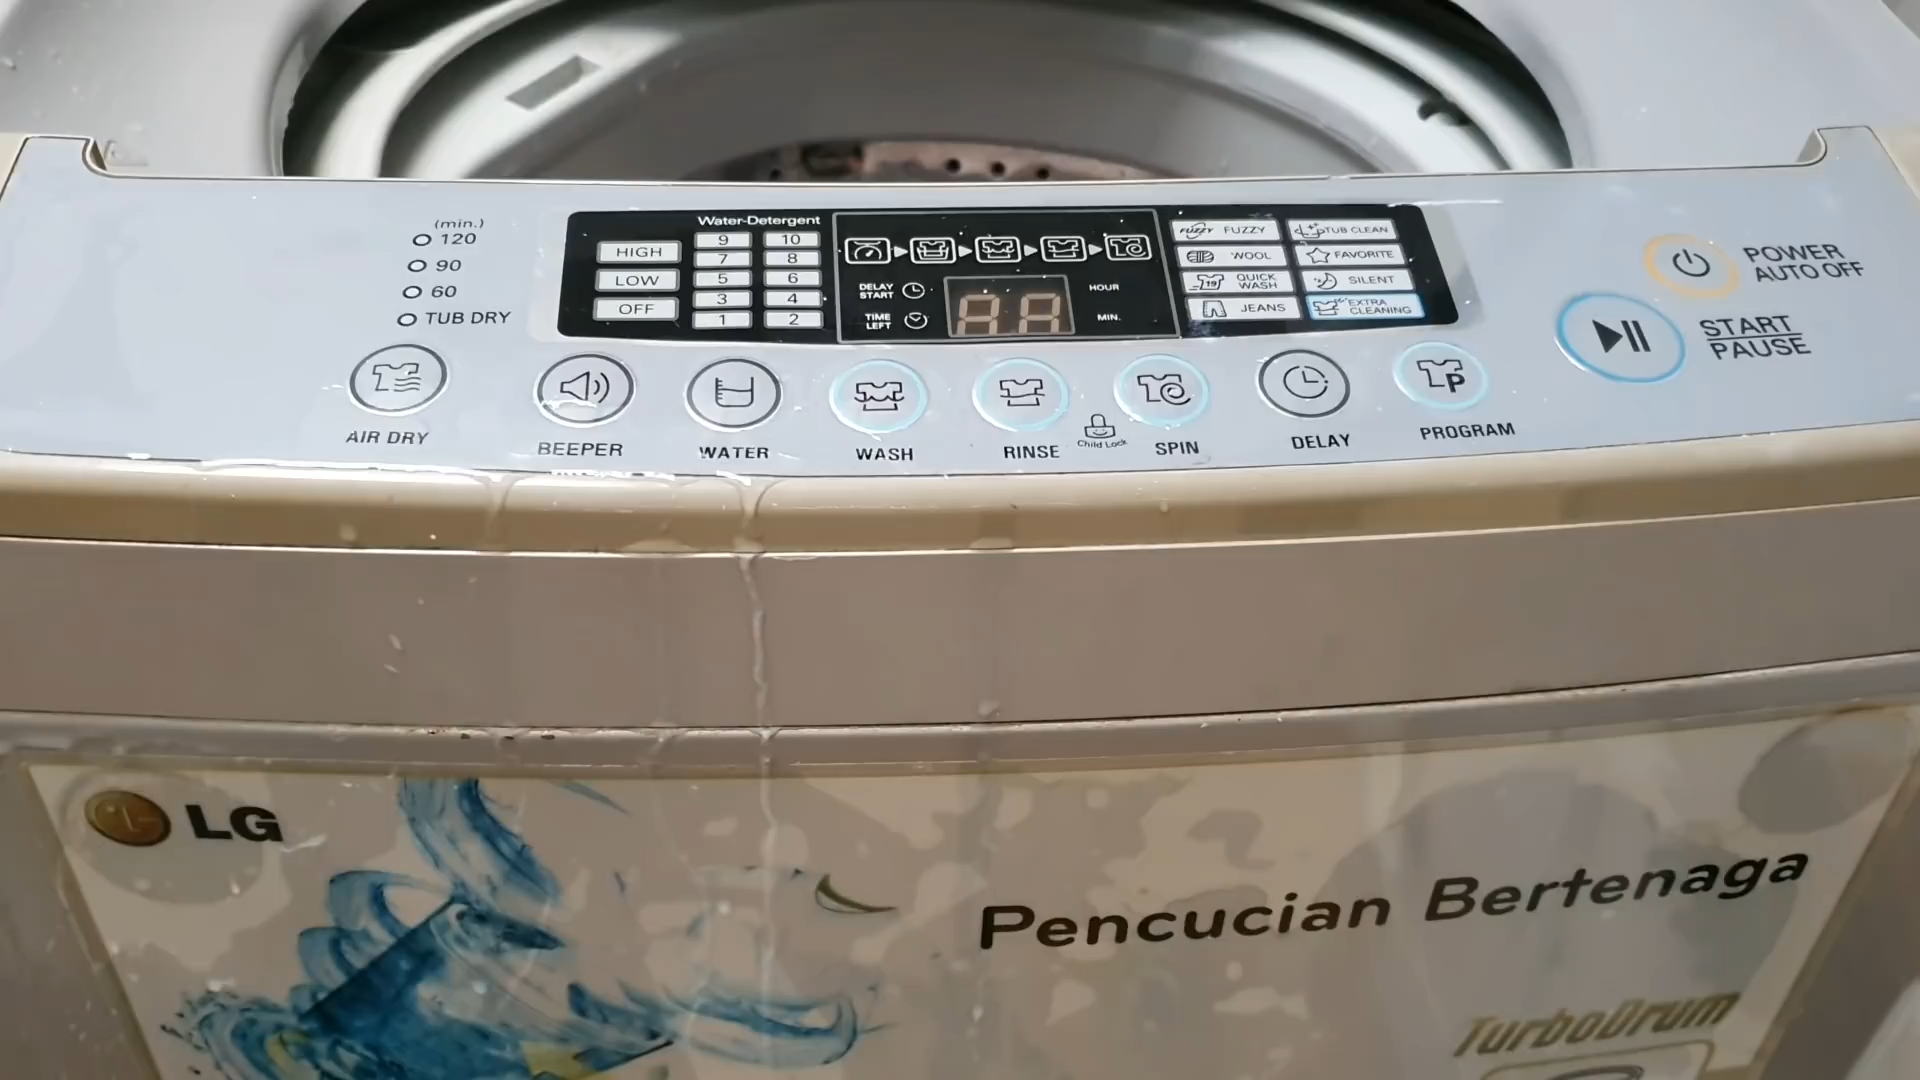 (min.)
120
90
60
TUB DRY
AIR DRY
BEEPER
WATER
WASH
RINSE
Child Lock
SPIN
DELAY
PROGRAM
HIGH
LOW
OFF
Water-Detergent
9 10
7 8
5 6
3 4
1 2
DELAY
START
TIME
LEFT
HOUR
MIN.
FUZZY FUZZY
WOOL
19 QUICK
WASH
JEANS
TUB CLEAN
FAVORITE
SILENT
EXTRA
CLEANING
POWER
AUTO OFF
START
PAUSE
P
LG
Pencucian Bertenaga
TurboDrum